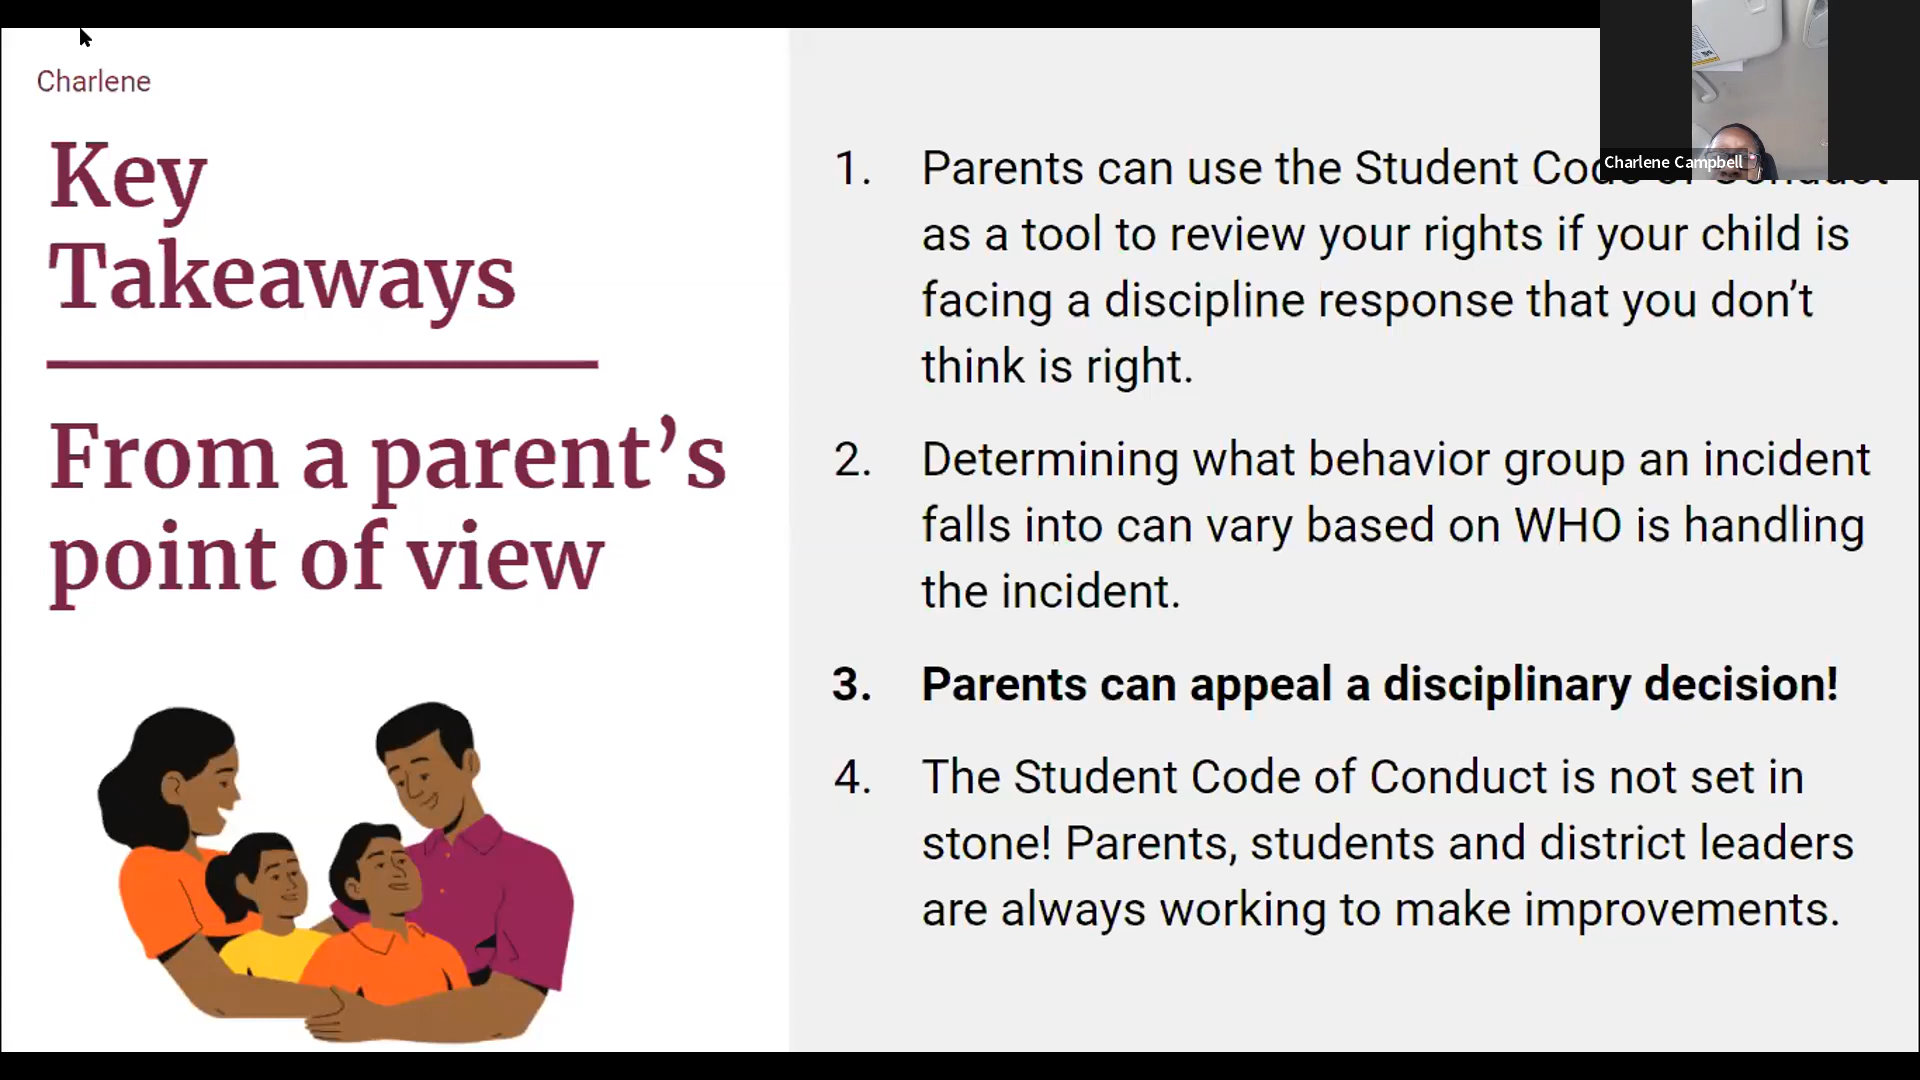 Charlene
Key
Takeaways
From a parent’s
point of view
Charlene Campbell
1. Parents can use the Student Code of Conduct
as a tool to review your rights if your child is
facing a discipline response that you don’t
think is right.
2. Determining what behavior group an incident
falls into can vary based on WHO is handling
the incident.
3. Parents can appeal a disciplinary decision!
4. The Student Code of Conduct is not set in
stone! Parents, students and district leaders
are always working to make improvements.